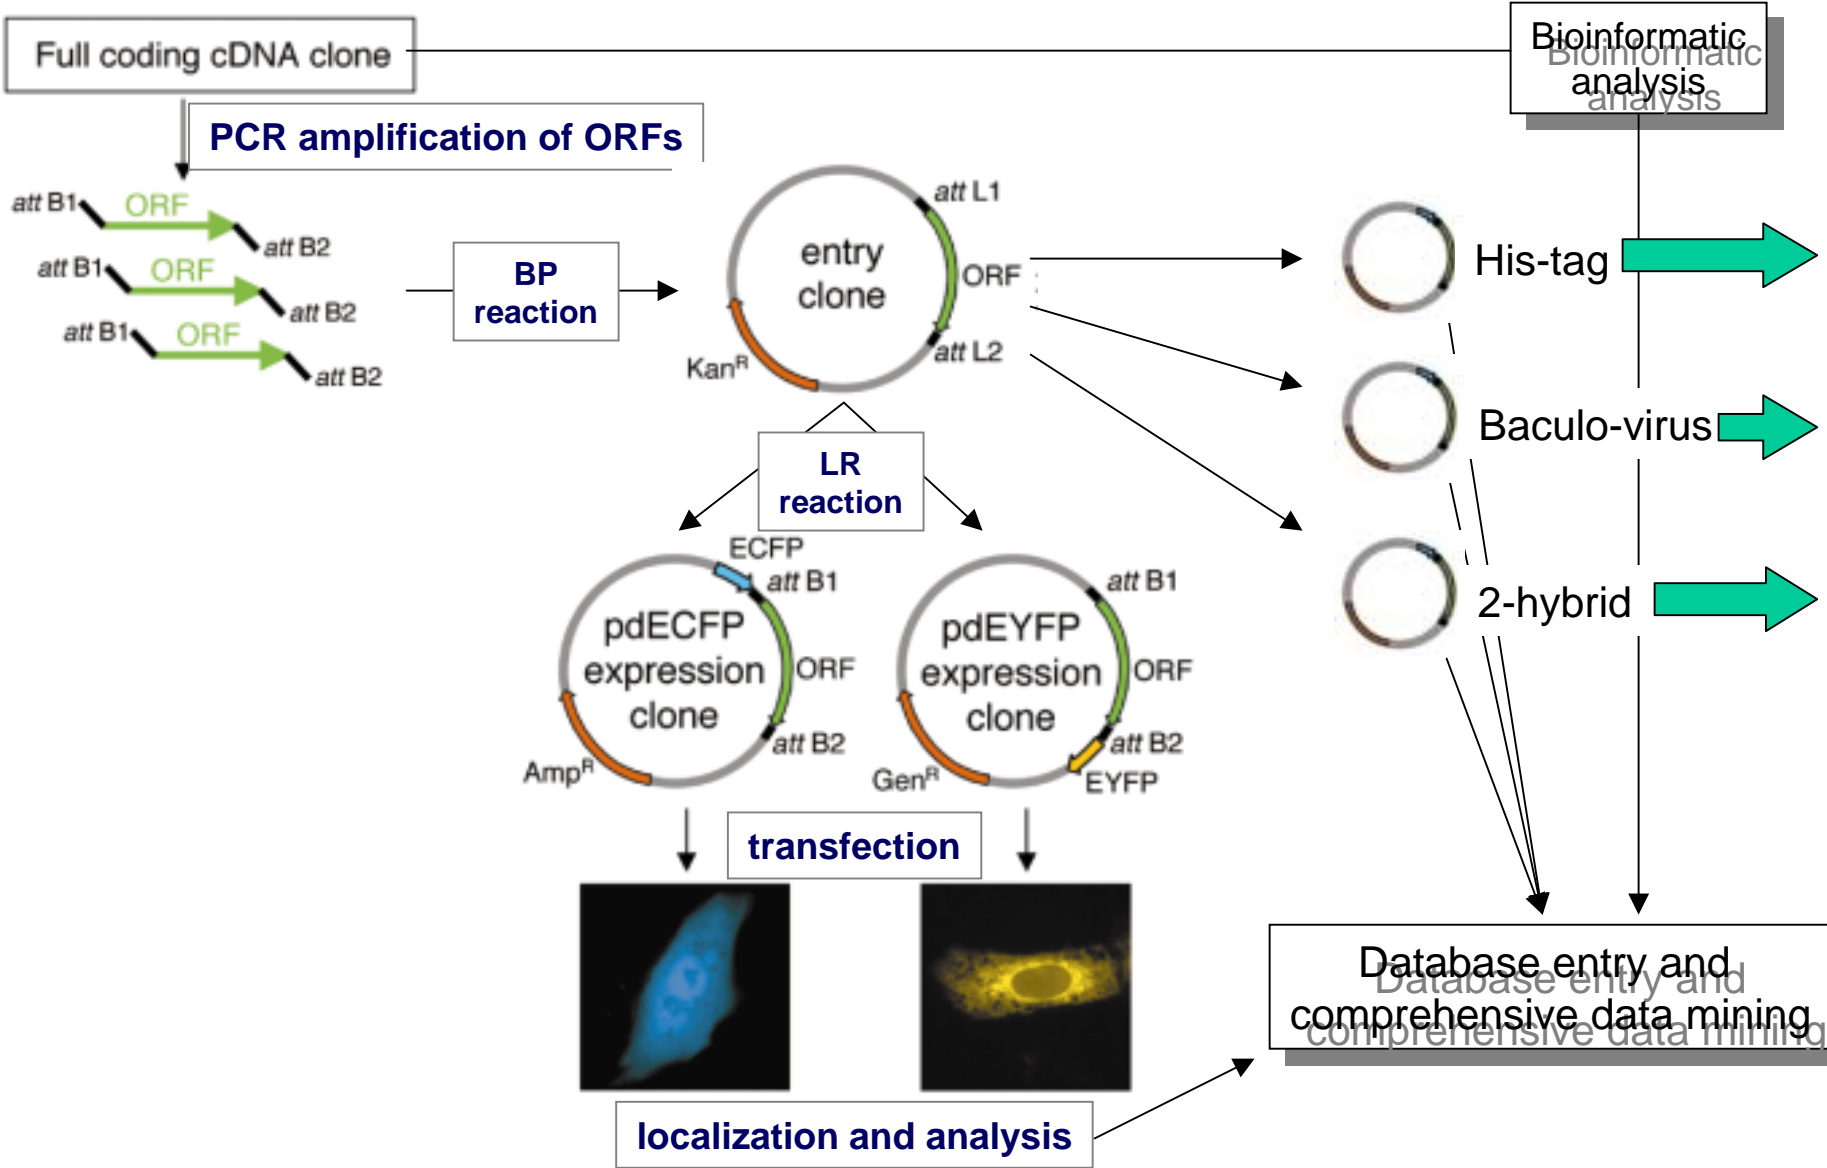 Full coding cDNA clone
Bioinformatic
analysis
PCR amplification of ORFs
att B1
ORF
att B2
att B1
ORF
att B2
att B1
ORF
att B2
BP
reaction
entry
clone
att L1
ORF
att L2
Kan^R
His-tag
Baculo-virus
2-hybrid
LR
reaction
ECFP
att B1
pdECFP
expression
clone
ORF
att B2
Amp^R
att B1
pdEYFP
expression
clone
ORF
att B2
EYFP
Gen^R
transfection
Database entry and
comprehensive data mining
localization and analysis